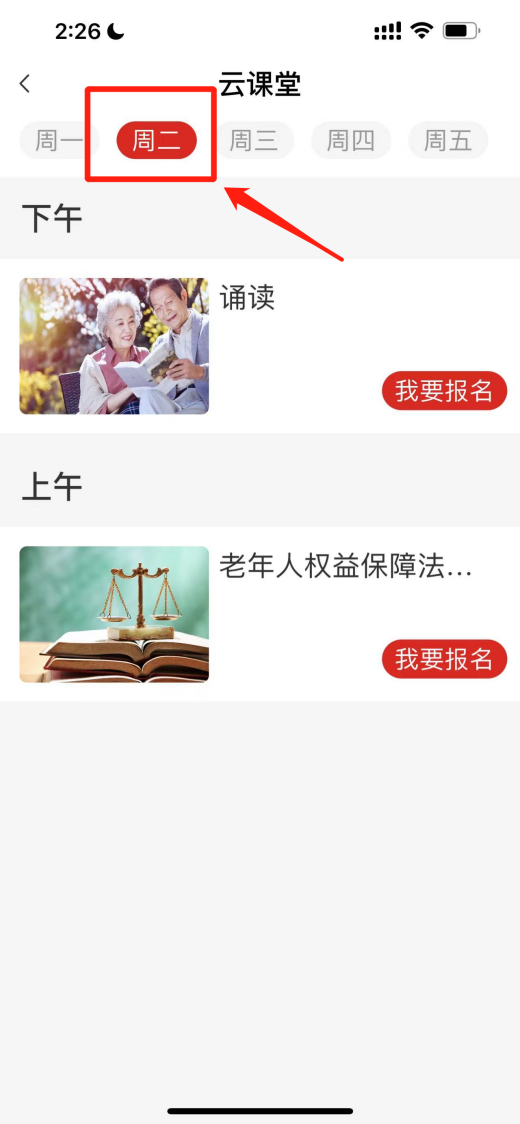 2:26
云课堂
周一 周二 周三 周四 周五
下午
诵读
我要报名
上午
老年人权益保障法...
我要报名